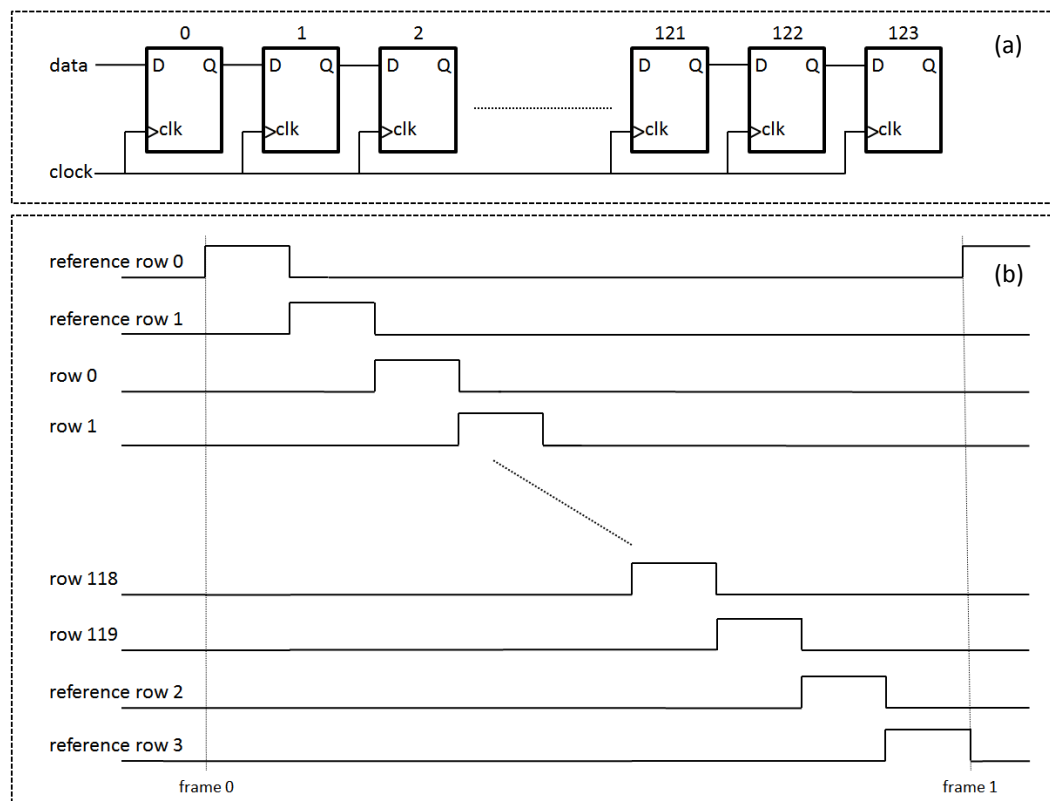 0 1 2 121 122 123 (a)
data D Q D Q D Q D Q D Q D Q
clk clk clk clk clk clk
clock
reference row 0
(b)
reference row 1
row 0
row 1
row 118
row 119
reference row 2
reference row 3
frame 0 frame 1